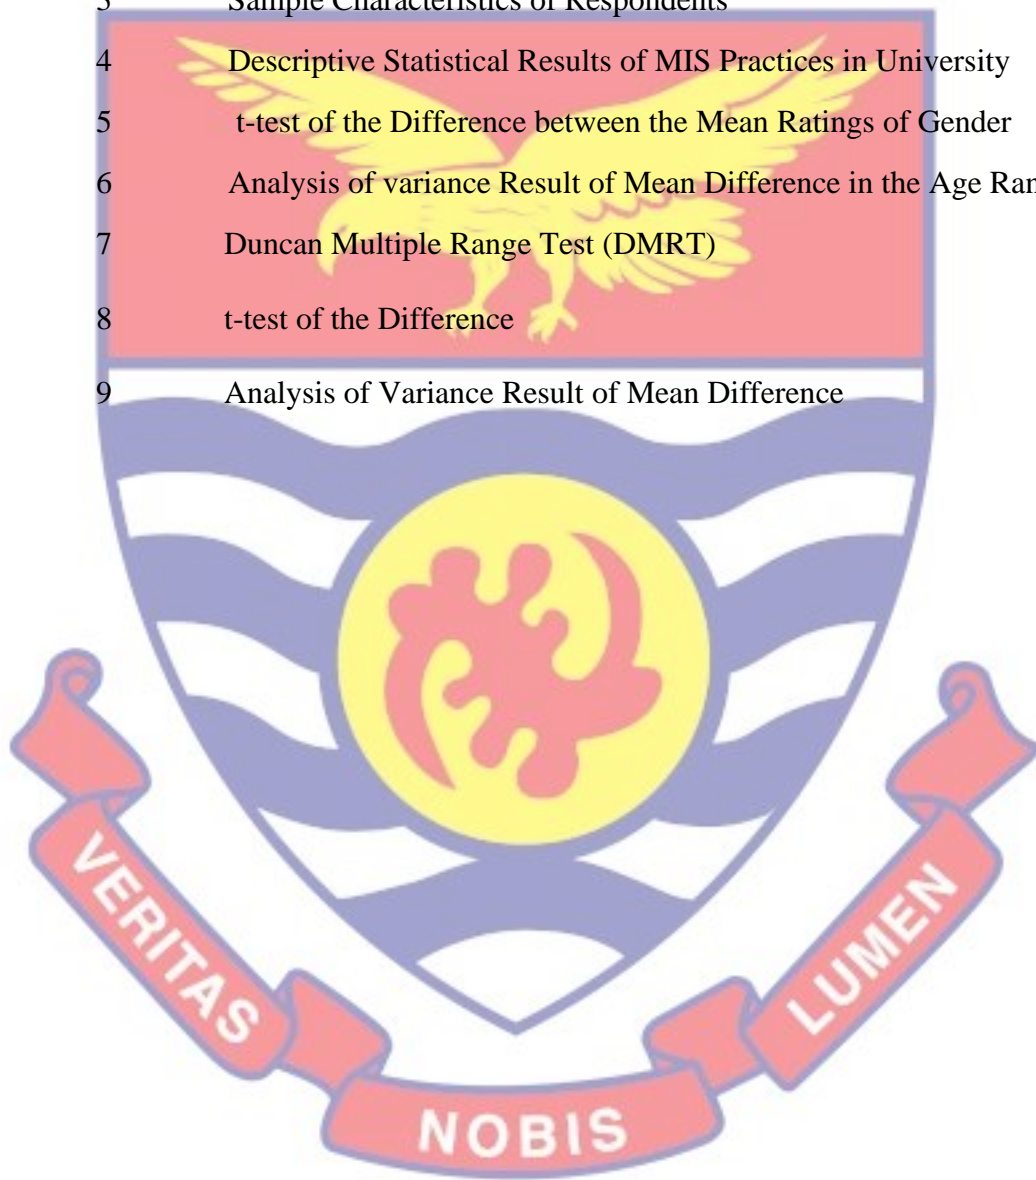 Sample Characteristics of Respondents
4 Descriptive Statistical Results of MIS Practices in University
5 t-test of the Difference between the Mean Ratings of Gender
6 Analysis of variance Result of Mean Difference in the Age
7 Duncan Multiple Range Test (DMRT)
8 t-test of the Difference
9 Analysis of Variance Result of Mean Difference
VERITAS
NOBIS
LUMEN